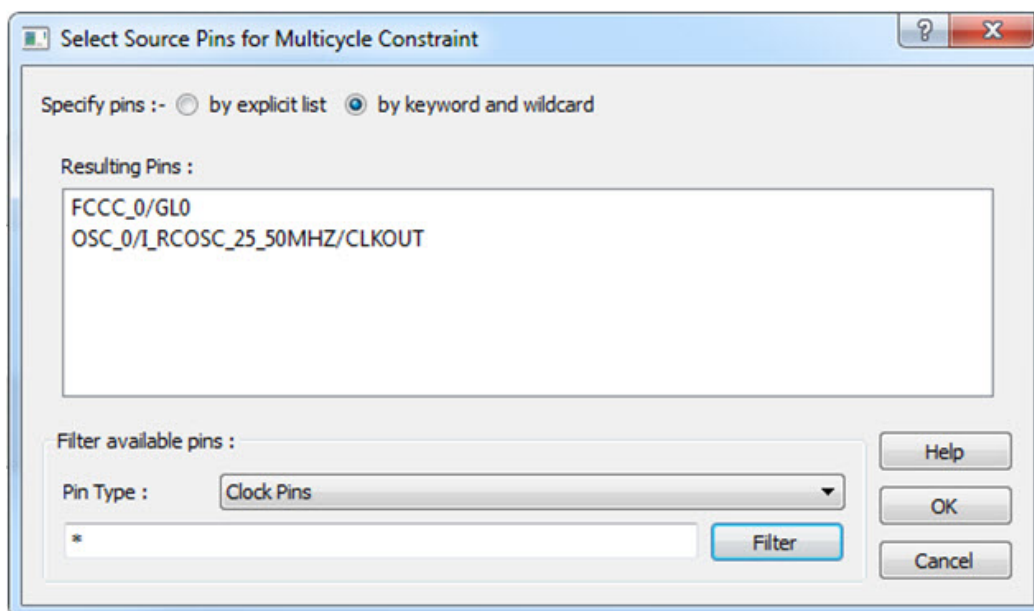 Select Source Pins for Multicycle Constraint
Specify pins :- by explicit list by keyword and wildcard
Resulting Pins :
FCCC_0/GL0
OSC_0/I_RCOSC_25_50MHZ/CLKOUT
Filter available pins :
Pin Type : Clock Pins
*
Filter
Help
OK
Cancel